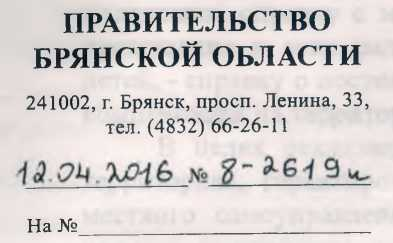 ПРАВИТЕЛЬСТВО
БРЯНСКОЙ ОБЛАСТИ
241002, г. Брянск, просп. Ленина, 33,
тел. (4832) 66-26-11
12.04.2016 № 8-2619и
На №